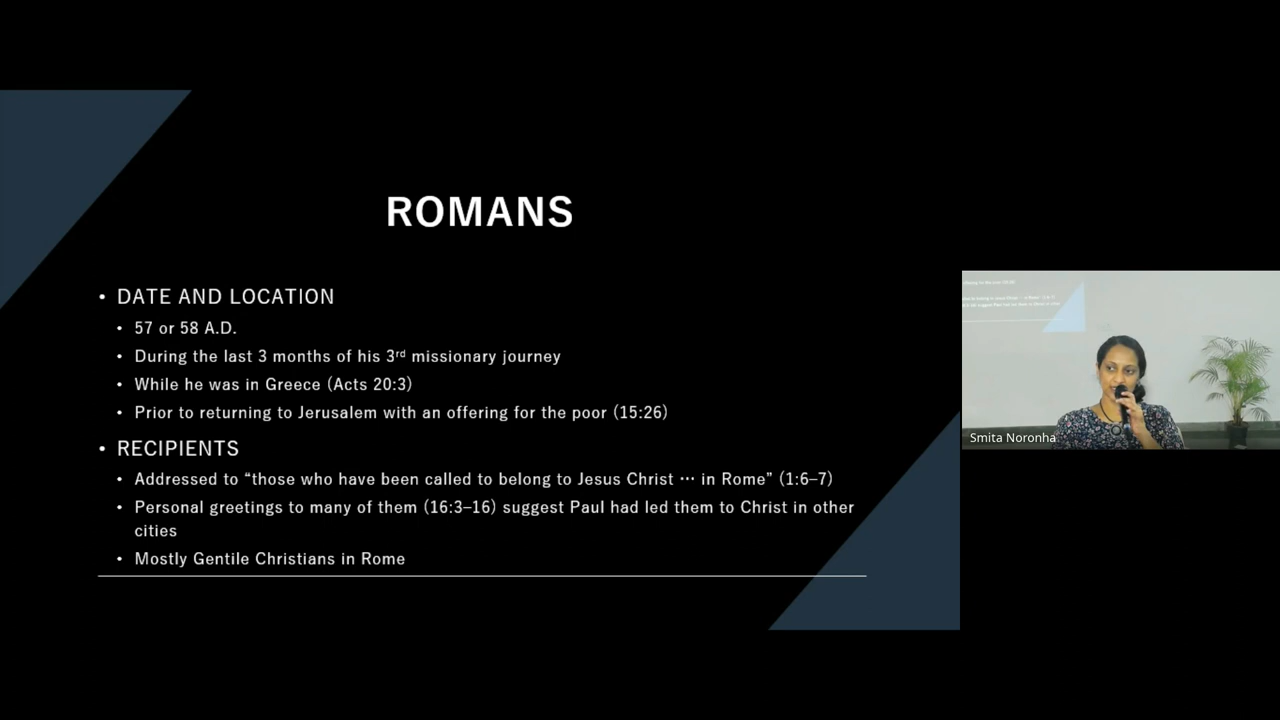 ROMANS
• DATE AND LOCATION
• 57 or 58 A.D.
• During the last 3 months of his 3rd missionary journey
• While he was in Greece (Acts 20:3)
• Prior to returning to Jerusalem with an offering for the poor (15:26)
• RECIPIENTS
• Addressed to “those who have been called to belong to Jesus Christ ··· in Rome” (1:6–7)
• Personal greetings to many of them (16:3–16) suggest Paul had led them to Christ in other
cities
• Mostly Gentile Christians in Rome
Smita Noronha